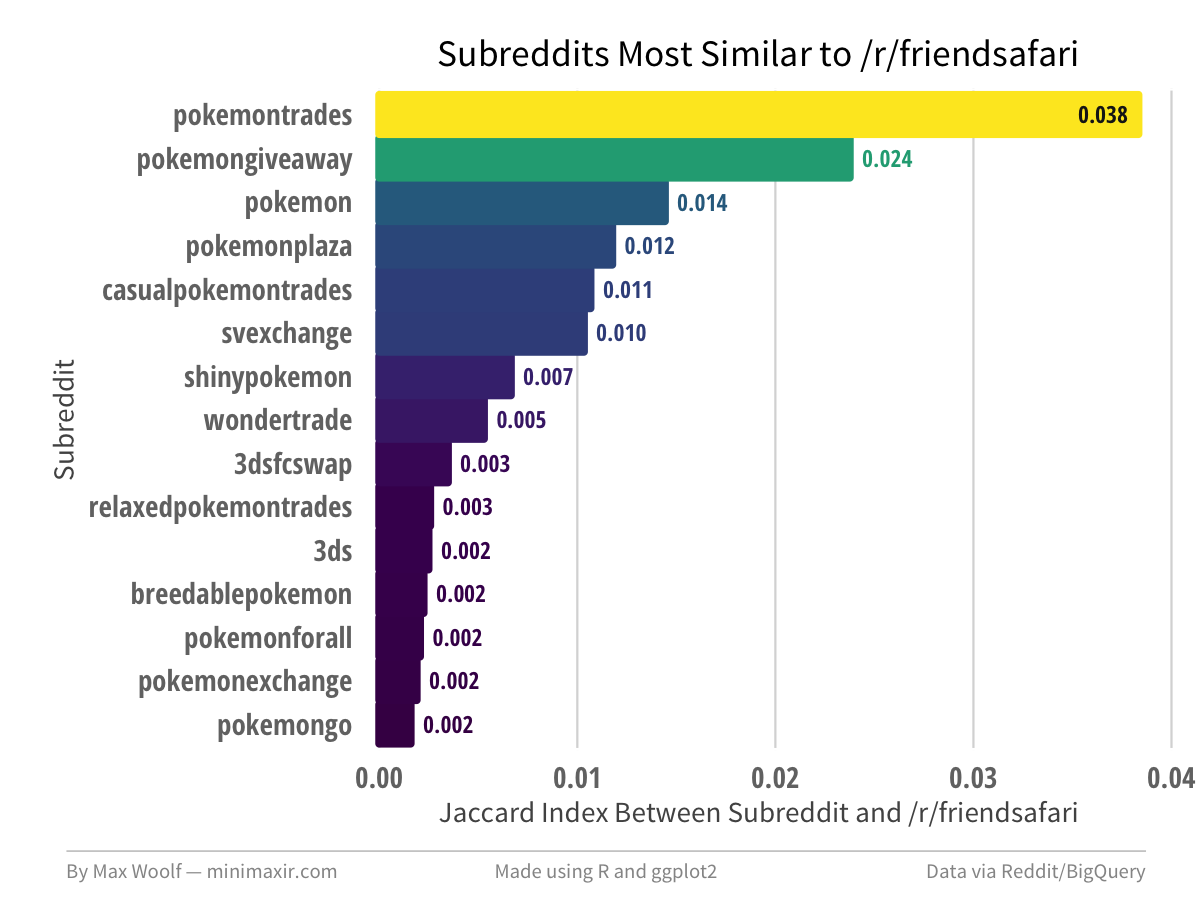 Subreddits Most Similar to /r/friendsafari
pokemontrades 0.038
pokemongiveaway 0.024
pokemon 0.014
pokemonplaza 0.012
casualpokemontrades 0.011
svexchange 0.010
shinypokemon 0.007
wondertrade 0.005
3dsfcswap 0.003
relaxedpokemontrades 0.003
3ds 0.002
breedablepokemon 0.002
pokemonforall 0.002
pokemonexchange 0.002
pokemongo 0.002
Subreddit
0.00 0.01 0.02 0.03 0.04
Jaccard Index Between Subreddit and /r/friendsafari
By Max Woolf — minimaxir.com Made using R and ggplot2 Data via Reddit/BigQuery